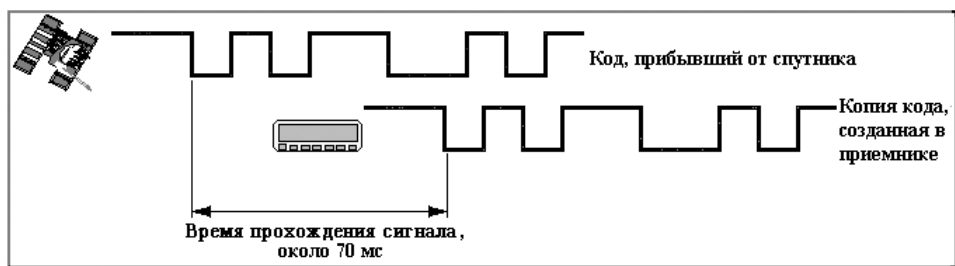 Код, прибывший от спутника
Копия кода,
созданная в
приемнике
Время прохождения сигнала,
около 70 мс